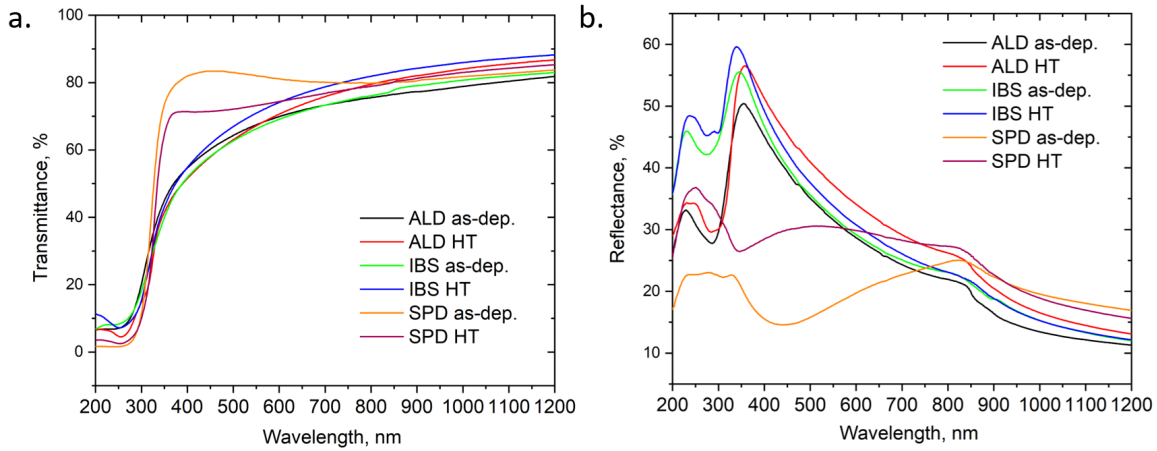 a.
Transmittance, %
100
80
60
40
20
0
200 300 400 500 600 700 800 900 1000 1100 1200
Wavelength, nm
ALD as-dep.
ALD HT
IBS as-dep.
IBS HT
SPD as-dep.
SPD HT
b.
Reflectance, %
60
50
40
30
20
10
200 300 400 500 600 700 800 900 1000 1100 1200
Wavelength, nm
ALD as-dep.
ALD HT
IBS as-dep.
IBS HT
SPD as-dep.
SPD HT